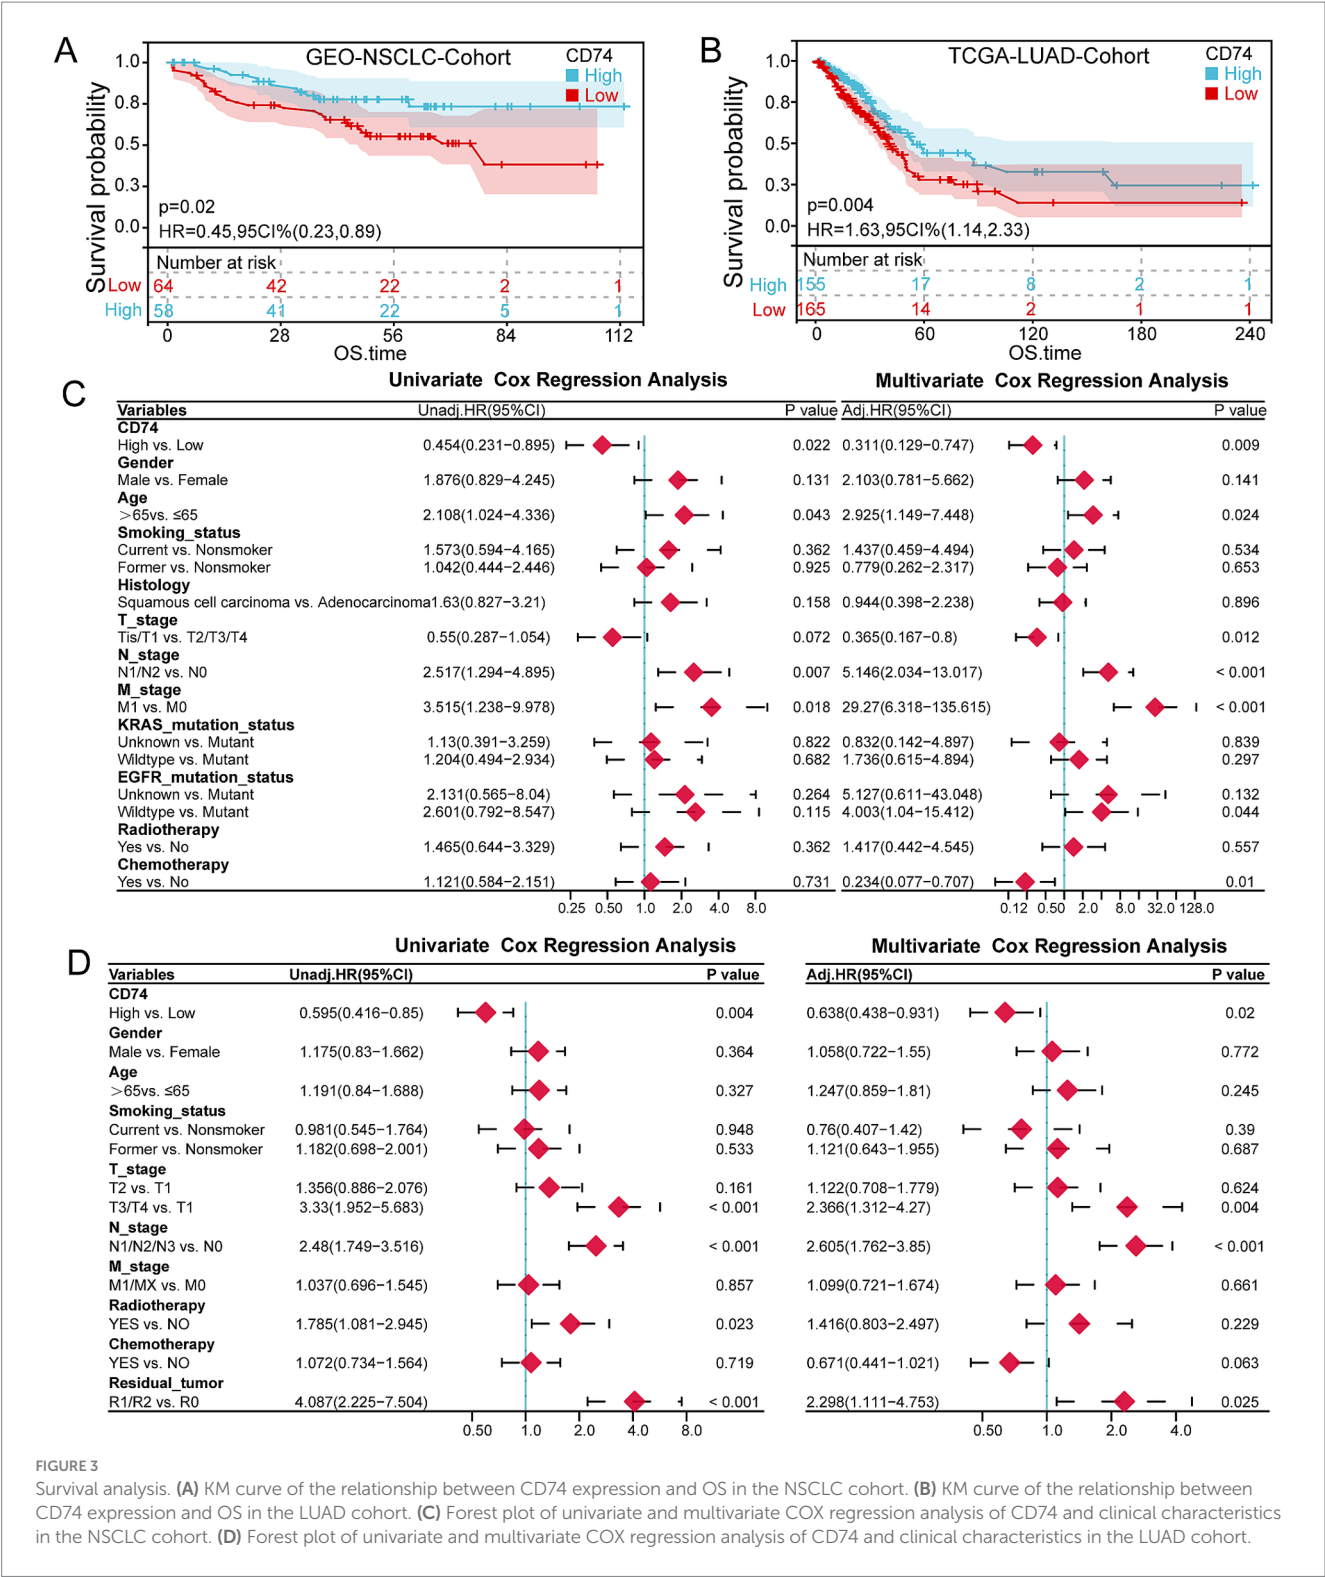 A
GEO-NSCLC-Cohort
CD74
High
Low
Survival probability
1.0
0.8
0.5
0.3
0.0
p=0.02
HR=0.45,95CI%(0.23,0.89)
Number at risk
Low 64 42 22 2 1
High 58 41 22 5 1
0 28 56 84 112
OS.time
B
TCGA-LUAD-Cohort
CD74
High
Low
Survival probability
1.0
0.8
0.5
0.3
0.0
p=0.004
HR=1.63,95CI%(1.14,2.33)
Number at risk
High 155 17 8 2 1
Low 165 14 2 1 1
0 60 120 180 240
OS.time
C
Univariate Cox Regression Analysis Multivariate Cox Regression Analysis
Variables Unadj.HR(95%CI) P value Adj.HR(95%CI) P value
CD74
High vs. Low 0.454(0.231−0.895) 0.022 0.311(0.129−0.747) 0.009
Gender
Male vs. Female 1.876(0.829−4.245) 0.131 2.103(0.781−5.662) 0.141
Age
>65vs. ≤65 2.108(1.024−4.336) 0.043 2.925(1.149−7.448) 0.024
Smoking_status
Current vs. Nonsmoker 1.573(0.594−4.165) 0.362 1.437(0.459−4.494) 0.534
Former vs. Nonsmoker 1.042(0.444−2.446) 0.925 0.779(0.262−2.317) 0.653
Histology
Squamous cell carcinoma vs. Adenocarcinoma 1.63(0.827−3.21) 0.158 0.944(0.398−2.238) 0.896
T_stage
Tis/T1 vs. T2/T3/T4 0.55(0.287−1.054) 0.072 0.365(0.167−0.8) 0.012
N_stage
N1/N2 vs. N0 2.517(1.294−4.895) 0.007 5.146(2.034−13.017) < 0.001
M_stage
M1 vs. M0 3.515(1.238−9.978) 0.018 29.27(6.318−135.615) < 0.001
KRAS_mutation_status
Unknown vs. Mutant 1.13(0.391−3.259) 0.822 0.832(0.142−4.897) 0.839
Wildtype vs. Mutant 1.204(0.494−2.934) 0.682 1.736(0.615−4.894) 0.297
EGFR_mutation_status
Unknown vs. Mutant 2.131(0.565−8.04) 0.264 5.127(0.611−43.048) 0.132
Wildtype vs. Mutant 2.601(0.792−8.547) 0.115 4.003(1.04−15.412) 0.044
Radiotherapy
Yes vs. No 1.465(0.644−3.329) 0.362 1.417(0.442−4.545) 0.557
Chemotherapy
Yes vs. No 1.121(0.584−2.151) 0.731 0.234(0.077−0.707) 0.01
0.25 0.50 1.0 2.0 4.0 8.0 0.12 0.50 2.0 8.0 32.0 128.0
D
Univariate Cox Regression Analysis Multivariate Cox Regression Analysis
Variables Unadj.HR(95%CI) P value Adj.HR(95%CI) P value
CD74
High vs. Low 0.595(0.416−0.85) 0.004 0.638(0.438−0.931) 0.02
Gender
Male vs. Female 1.175(0.83−1.662) 0.364 1.058(0.722−1.55) 0.772
Age
>65vs. ≤65 1.191(0.84−1.688) 0.327 1.247(0.859−1.81) 0.245
Smoking_status
Current vs. Nonsmoker 0.981(0.545−1.764) 0.948 0.76(0.407−1.42) 0.39
Former vs. Nonsmoker 1.182(0.698−2.001) 0.533 1.121(0.643−1.955) 0.687
T_stage
T2 vs. T1 1.356(0.886−2.076) 0.161 1.122(0.708−1.779) 0.624
T3/T4 vs. T1 3.33(1.952−5.683) < 0.001 2.366(1.312−4.27) 0.004
N_stage
N1/N2/N3 vs. N0 2.48(1.749−3.516) < 0.001 2.605(1.762−3.85) < 0.001
M_stage
M1/MX vs. M0 1.037(0.696−1.545) 0.857 1.099(0.721−1.674) 0.661
Radiotherapy
YES vs. NO 1.785(1.081−2.945) 0.023 1.416(0.803−2.497) 0.229
Chemotherapy
YES vs. NO 1.072(0.734−1.564) 0.719 0.671(0.441−1.021) 0.063
Residual_tumor
R1/R2 vs. R0 4.087(2.225−7.504) < 0.001 2.298(1.111−4.753) 0.025
0.50 1.0 2.0 4.0 8.0 0.50 1.0 2.0 4.0
FIGURE 3
Survival analysis. (A) KM curve of the relationship between CD74 expression and OS in the NSCLC cohort. (B) KM curve of the relationship between
CD74 expression and OS in the LUAD cohort. (C) Forest plot of univariate and multivariate COX regression analysis of CD74 and clinical characteristics
in the NSCLC cohort. (D) Forest plot of univariate and multivariate COX regression analysis of CD74 and clinical characteristics in the LUAD cohort.